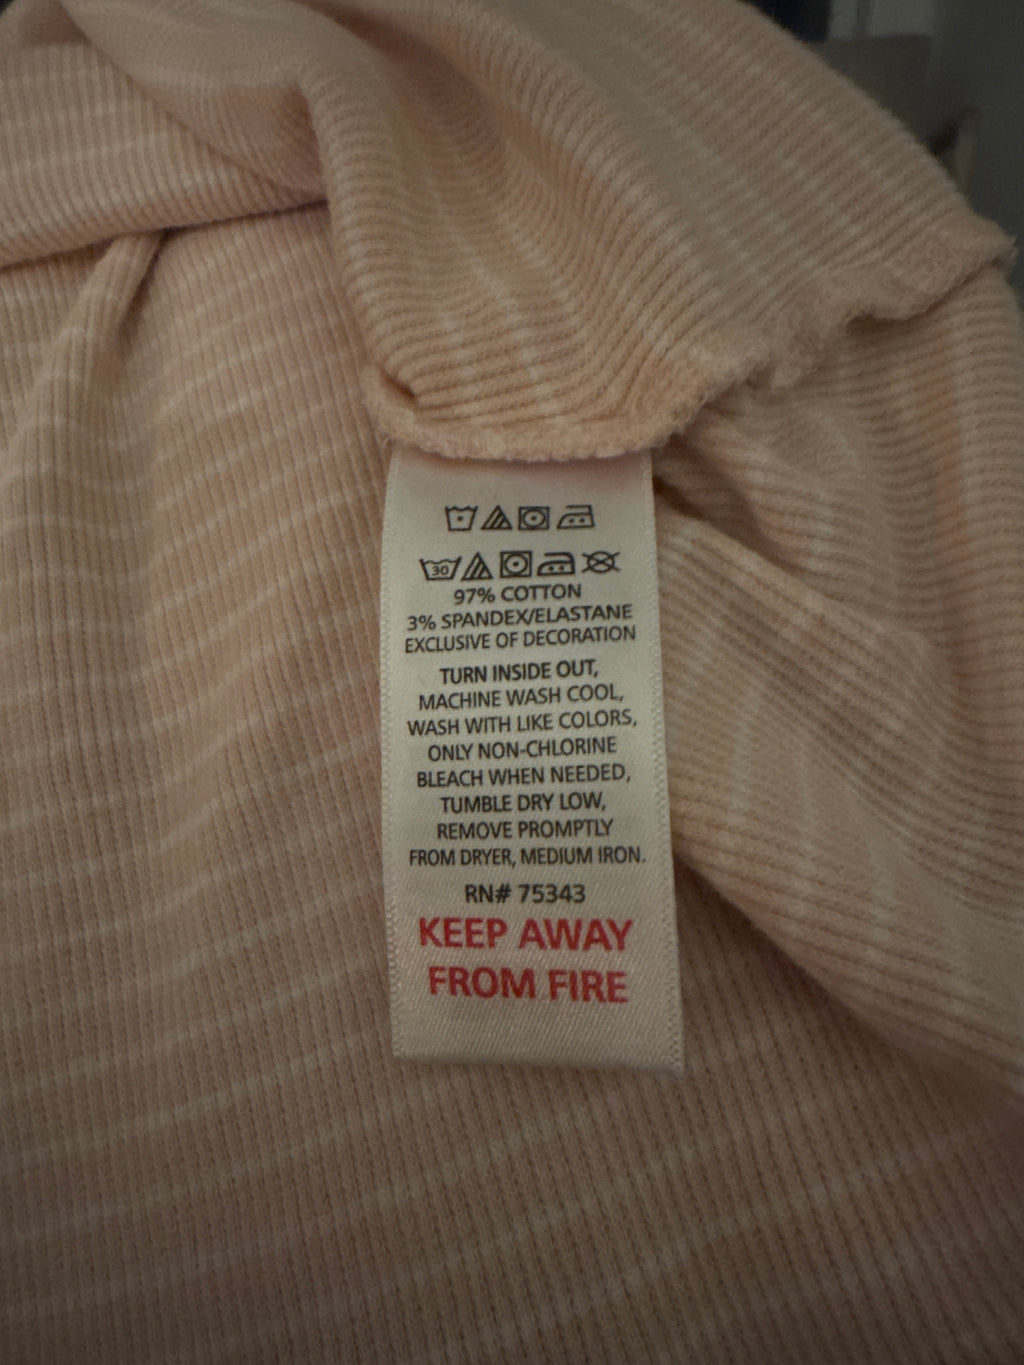 30
97% COTTON
3% SPANDEX/ELASTANE
EXCLUSIVE OF DECORATION
TURN INSIDE OUT,
MACHINE WASH COOL,
WASH WITH LIKE COLORS,
ONLY NON-CHLORINE
BLEACH WHEN NEEDED,
TUMBLE DRY LOW,
REMOVE PROMPTLY
FROM DRYER, MEDIUM IRON.
RN# 75343
KEEP AWAY
FROM FIRE